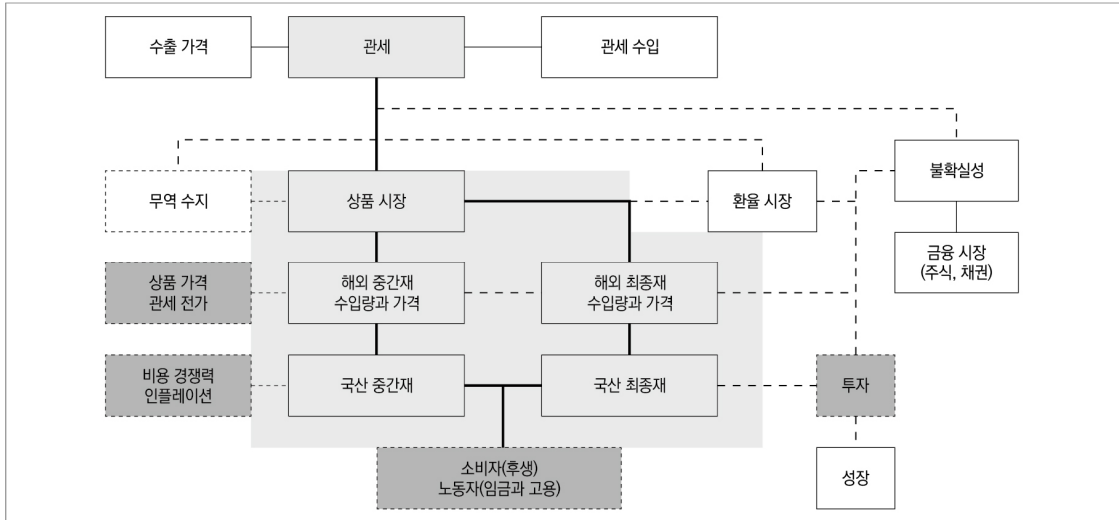 수출 가격
관세
관세 수입
불확실성
무역 수지
상품 시장
환율 시장
금융 시장
(주식, 채권)
상품 가격
관세 전가
해외 중간재
수입량과 가격
해외 최종재
수입량과 가격
비용 경쟁력
인플레이션
국산 중간재
국산 최종재
투자
소비자(후생)
노동자(임금과 고용)
성장